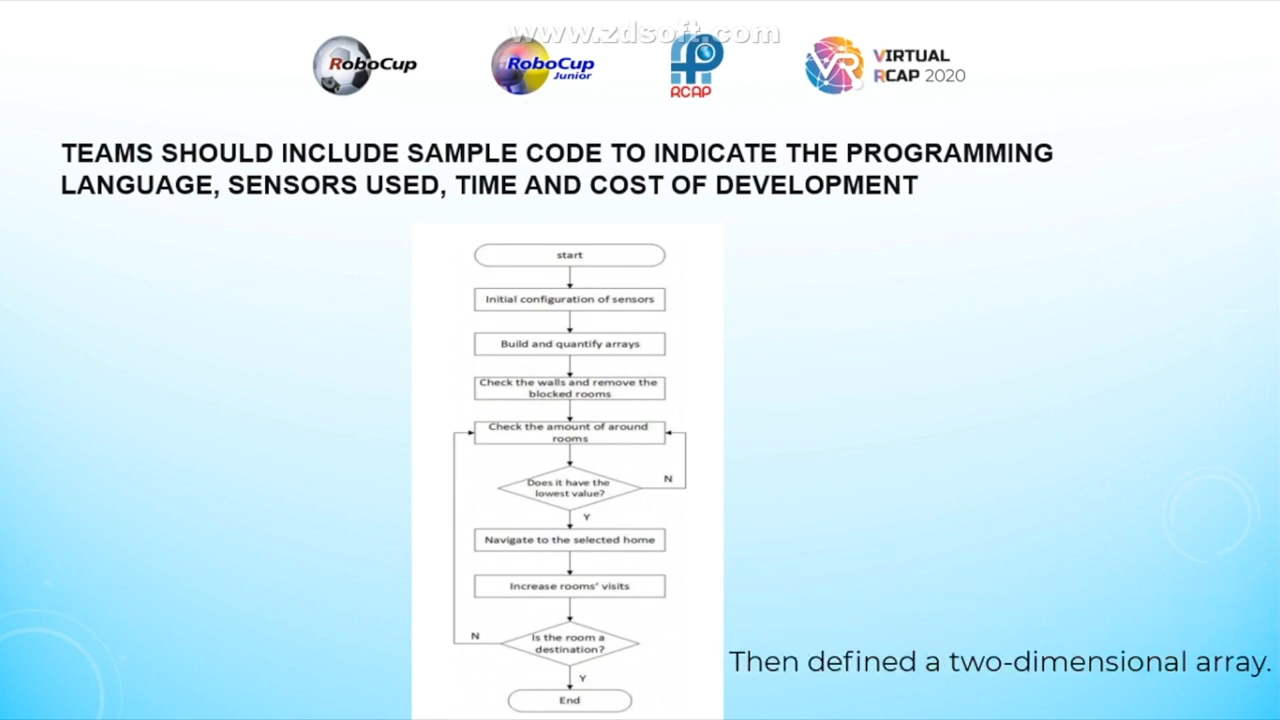 www.zdsoft.com
RoboCup
RoboCup
Junior
RCAP
VR
VIRTUAL
RCAP 2020
TEAMS SHOULD INCLUDE SAMPLE CODE TO INDICATE THE PROGRAMMING
LANGUAGE, SENSORS USED, TIME AND COST OF DEVELOPMENT
start
Initial configuration of sensors
Build and quantify arrays
Check the walls and remove the
blocked rooms
Check the amount of around
rooms
Does it have the
lowest value?
N
Y
Navigate to the selected home
Increase rooms' visits
Is the room a
destination?
N
Y
End
Then defined a two-dimensional array.